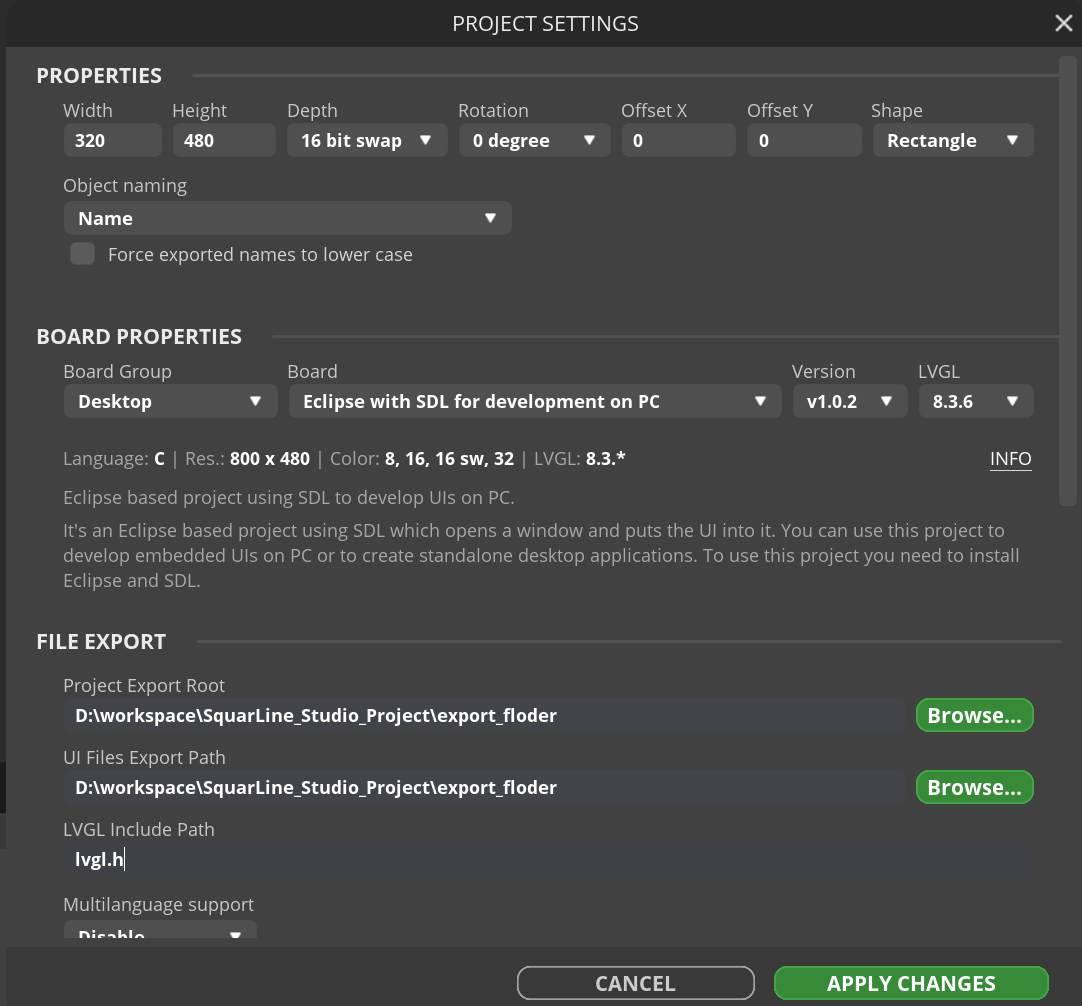 PROJECT SETTINGS
PROPERTIES
Width Height Depth Rotation Offset X Offset Y Shape
320 480 16 bit swap 0 degree 0 0 Rectangle
Object naming
Name
Force exported names to lower case
BOARD PROPERTIES
Board Group Board Version LVGL
Desktop Eclipse with SDL for development on PC v1.0.2 8.3.6
Language: C | Res.: 800 x 480 | Color: 8, 16, 16 sw, 32 | LVGL: 8.3.* INFO
Eclipse based project using SDL to develop UIs on PC.
It's an Eclipse based project using SDL which opens a window and puts the UI into it. You can use this project to
develop embedded UIs on PC or to create standalone desktop applications. To use this project you need to install
Eclipse and SDL.
FILE EXPORT
Project Export Root
D:\workspace\SquarLine_Studio_Project\export_floder Browse...
UI Files Export Path
D:\workspace\SquarLine_Studio_Project\export_floder Browse...
LVGL Include Path
lvgl.h
Multilanguage support
Disable
CANCEL APPLY CHANGES